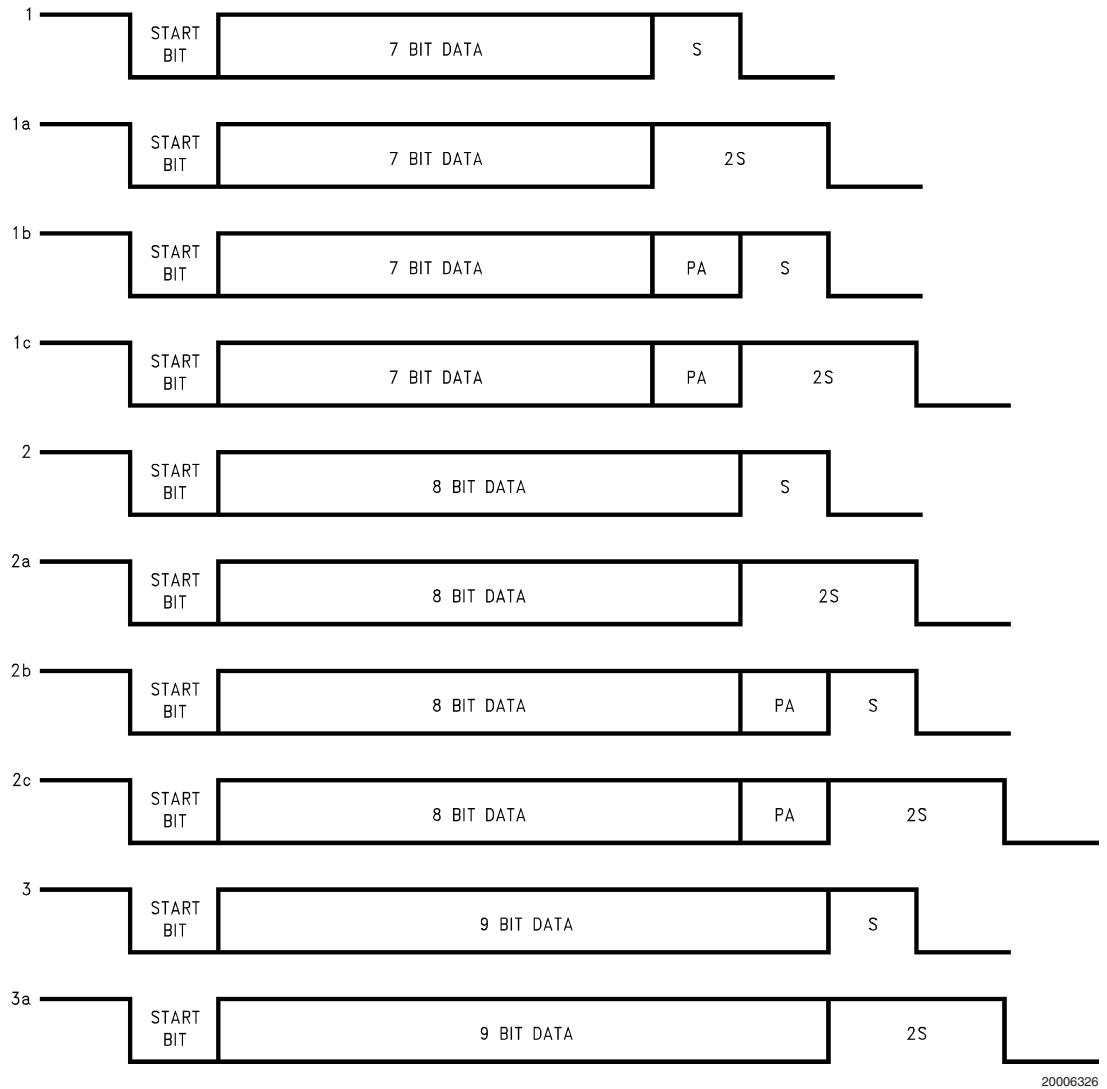 1 START BIT 7 BIT DATA S
1a START BIT 7 BIT DATA 2S
1b START BIT 7 BIT DATA PA S
1c START BIT 7 BIT DATA PA 2S
2 START BIT 8 BIT DATA S
2a START BIT 8 BIT DATA 2S
2b START BIT 8 BIT DATA PA S
2c START BIT 8 BIT DATA PA 2S
3 START BIT 9 BIT DATA S
3a START BIT 9 BIT DATA 2S
20006326